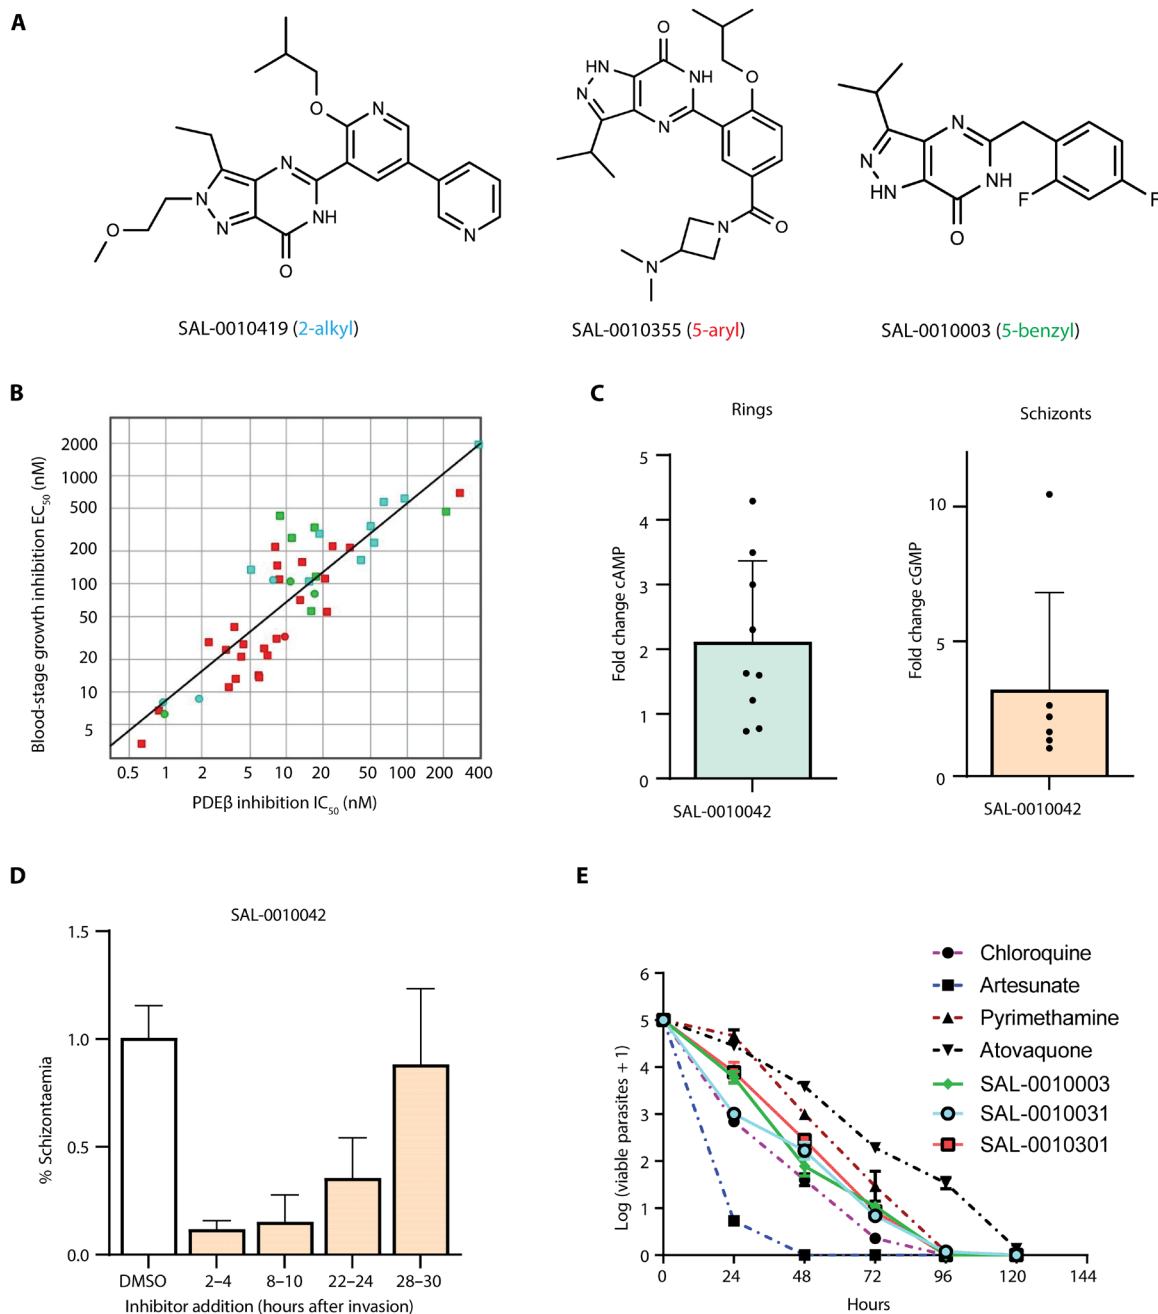 A
O
N
O
N
N
N
N
NH
O
N
SAL-0010419 (2-alkyl)
O
HN
NH
N
N
O
N
O
N
SAL-0010355 (5-aryl)
N
N
HN
NH
O
F
F
SAL-0010003 (5-benzyl)
B
Blood-stage growth inhibition EC50 (nM)
2000
1000
500
200
100
50
20
10
5
0.5 1 2 5 10 20 50 100 200 400
PDEβ inhibition IC50 (nM)
C
Rings
Fold change cAMP
5
4
3
2
1
0
SAL-0010042
Schizonts
Fold change cGMP
10
5
0
SAL-0010042
D
SAL-0010042
% Schizontaemia
1.5
1.0
0.5
0.0
DMSO 2–4 8–10 22–24 28–30
Inhibitor addition (hours after invasion)
E
Chloroquine
Artesunate
Pyrimethamine
Atovaquone
SAL-0010003
SAL-0010031
SAL-0010301
Log (viable parasites + 1)
6
5
4
3
2
1
0
0 24 48 72 96 120 144
Hours